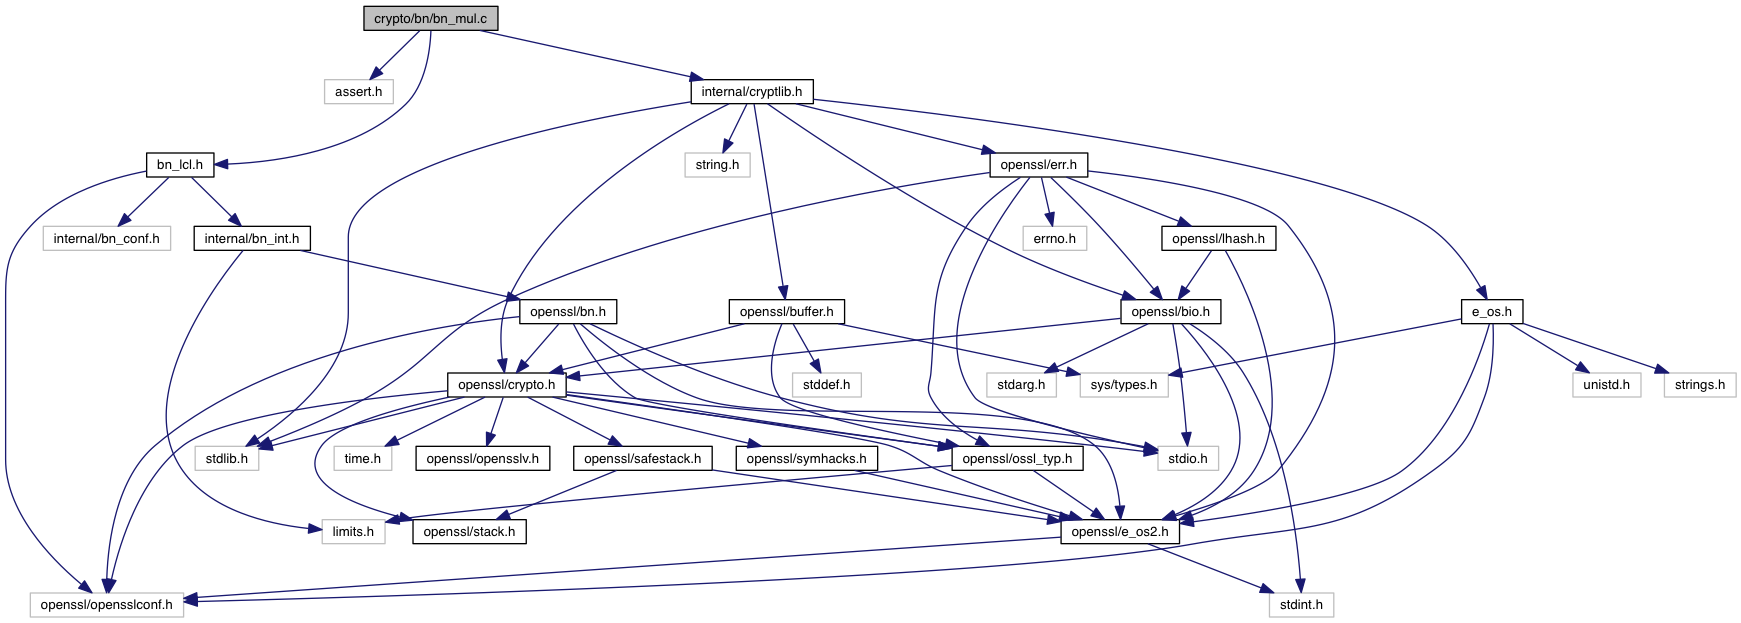 crypto/bn/bn_mul.c
assert.h
internal/cryptlib.h
bn_lcl.h
string.h
openssl/err.h
internal/bn_conf.h
internal/bn_int.h
errno.h
openssl/lhash.h
openssl/bn.h
openssl/buffer.h
openssl/bio.h
e_os.h
openssl/crypto.h
stddef.h
stdarg.h
sys/types.h
unistd.h
strings.h
stdlib.h
time.h
openssl/opensslv.h
openssl/safestack.h
openssl/symhacks.h
openssl/ossl_typ.h
stdio.h
limits.h
openssl/stack.h
openssl/e_os2.h
openssl/opensslconf.h
stdint.h